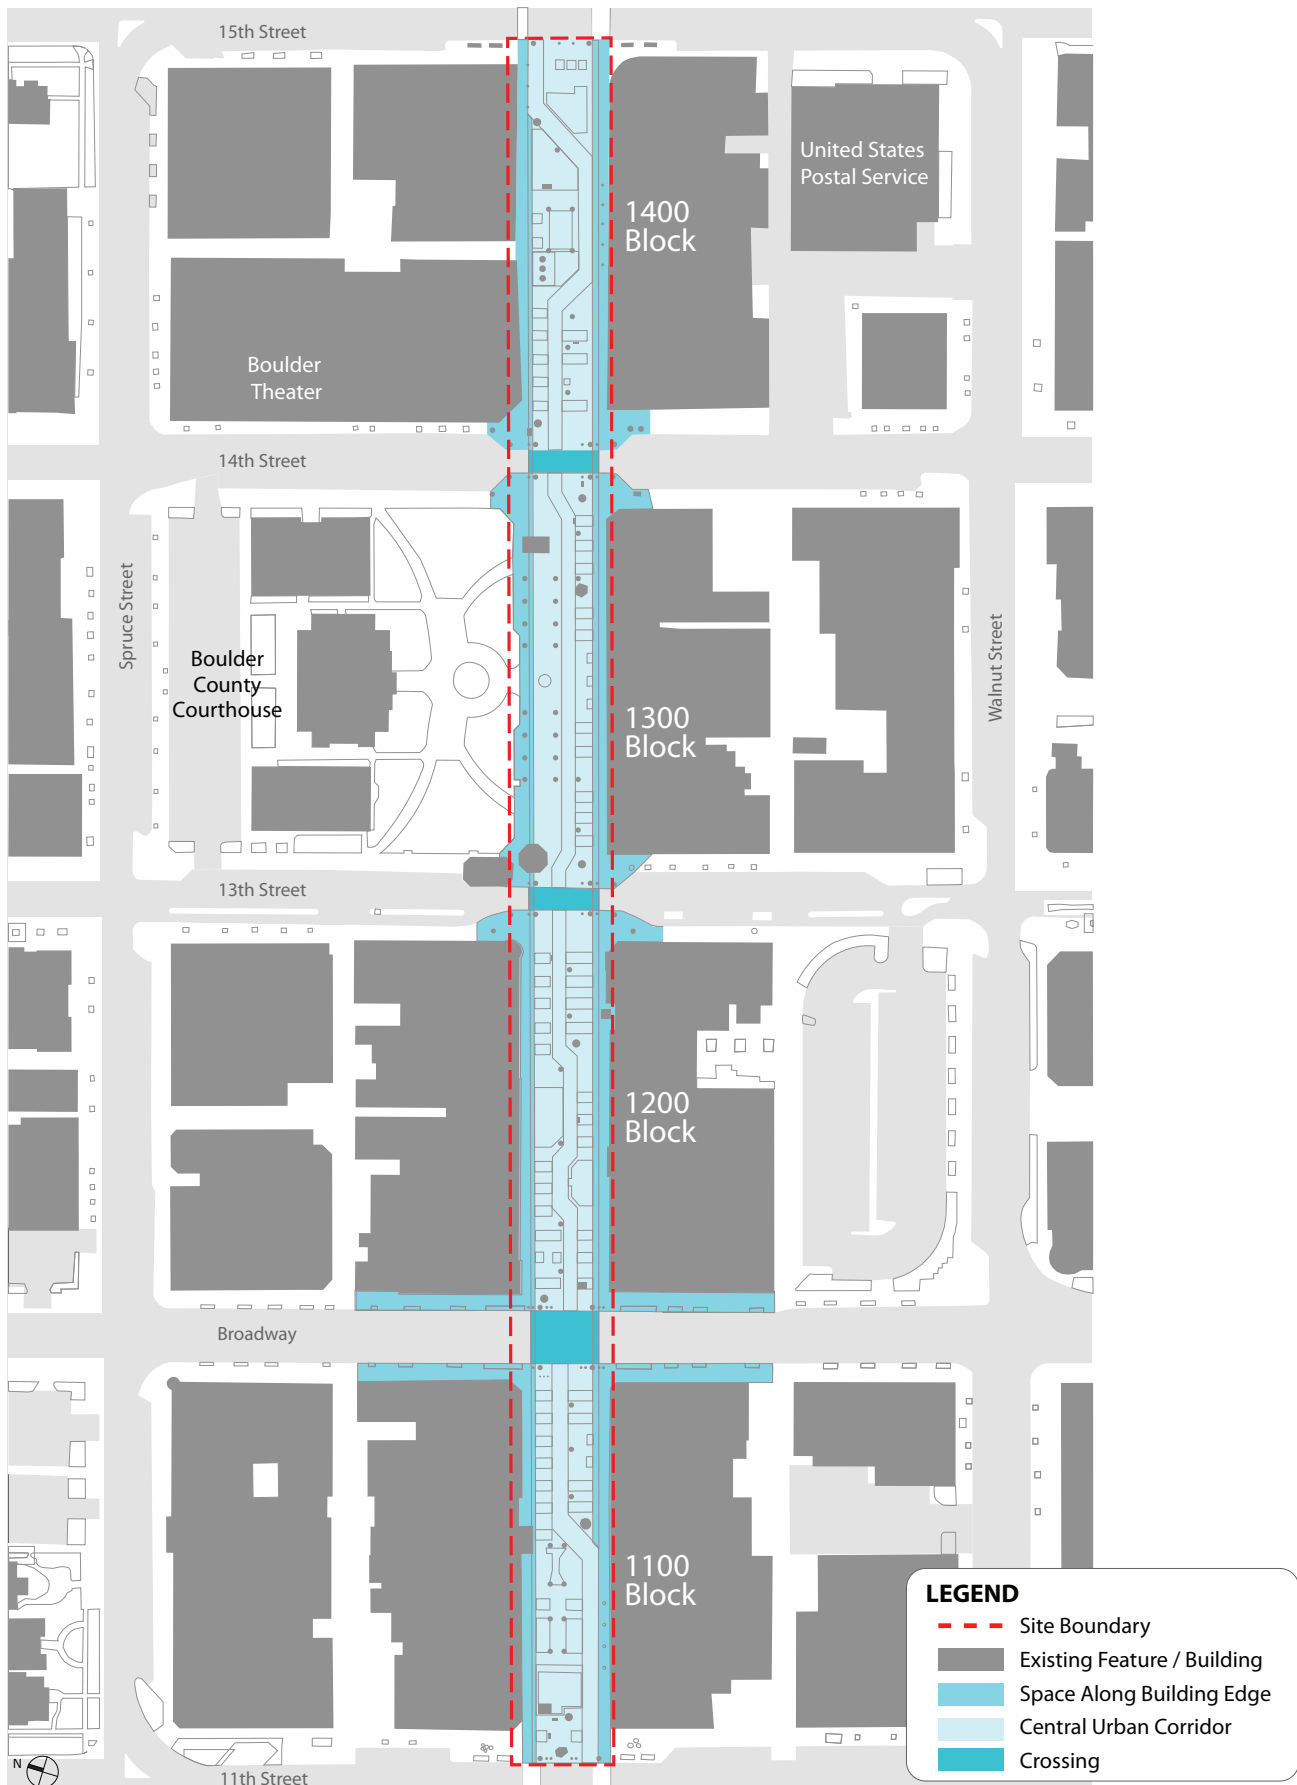 15th Street
United States
Postal Service
1400
Block
Boulder
Theater
14th Street
Spruce Street
Boulder
County
Courthouse
Walnut Street
1300
Block
13th Street
1200
Block
Broadway
1100
Block
LEGEND
Site Boundary
Existing Feature / Building
Space Along Building Edge
Central Urban Corridor
Crossing
N
11th Street